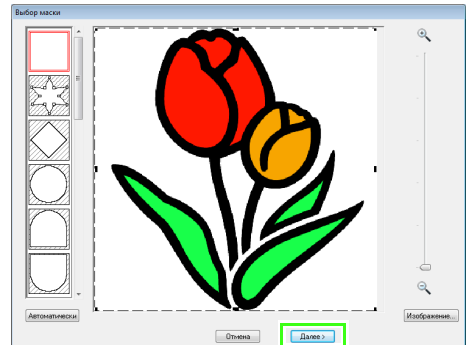 Выбор маски
Автоматически
Изображение...
Отмена
Далее >